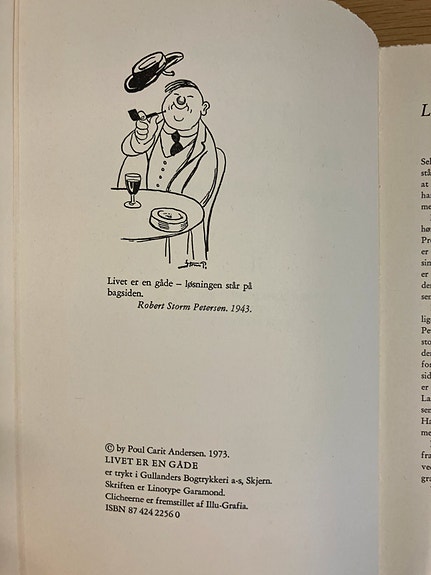 Storm P.
Livet er en gåde – løsningen står på
bagsiden.
Robert Storm Petersen. 1943.
© by Poul Carit Andersen. 1973.
LIVET ER EN GÅDE
er trykt i Gullanders Bogtrykkeri a-s, Skjern.
Skriften er Linotype Garamond.
Clicheerne er fremstillet af Illu-Grafia.
ISBN 87 424 2256 0
L